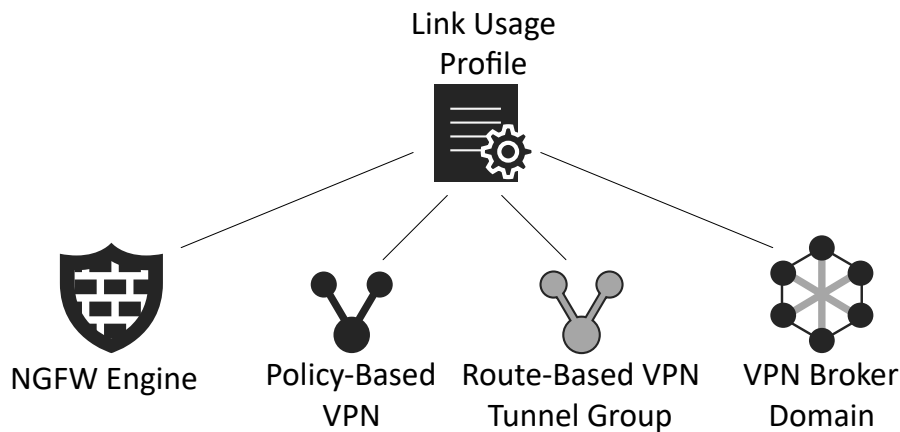 Link Usage
Profile
NGFW Engine
Policy-Based
VPN
Route-Based VPN
Tunnel Group
VPN Broker
Domain